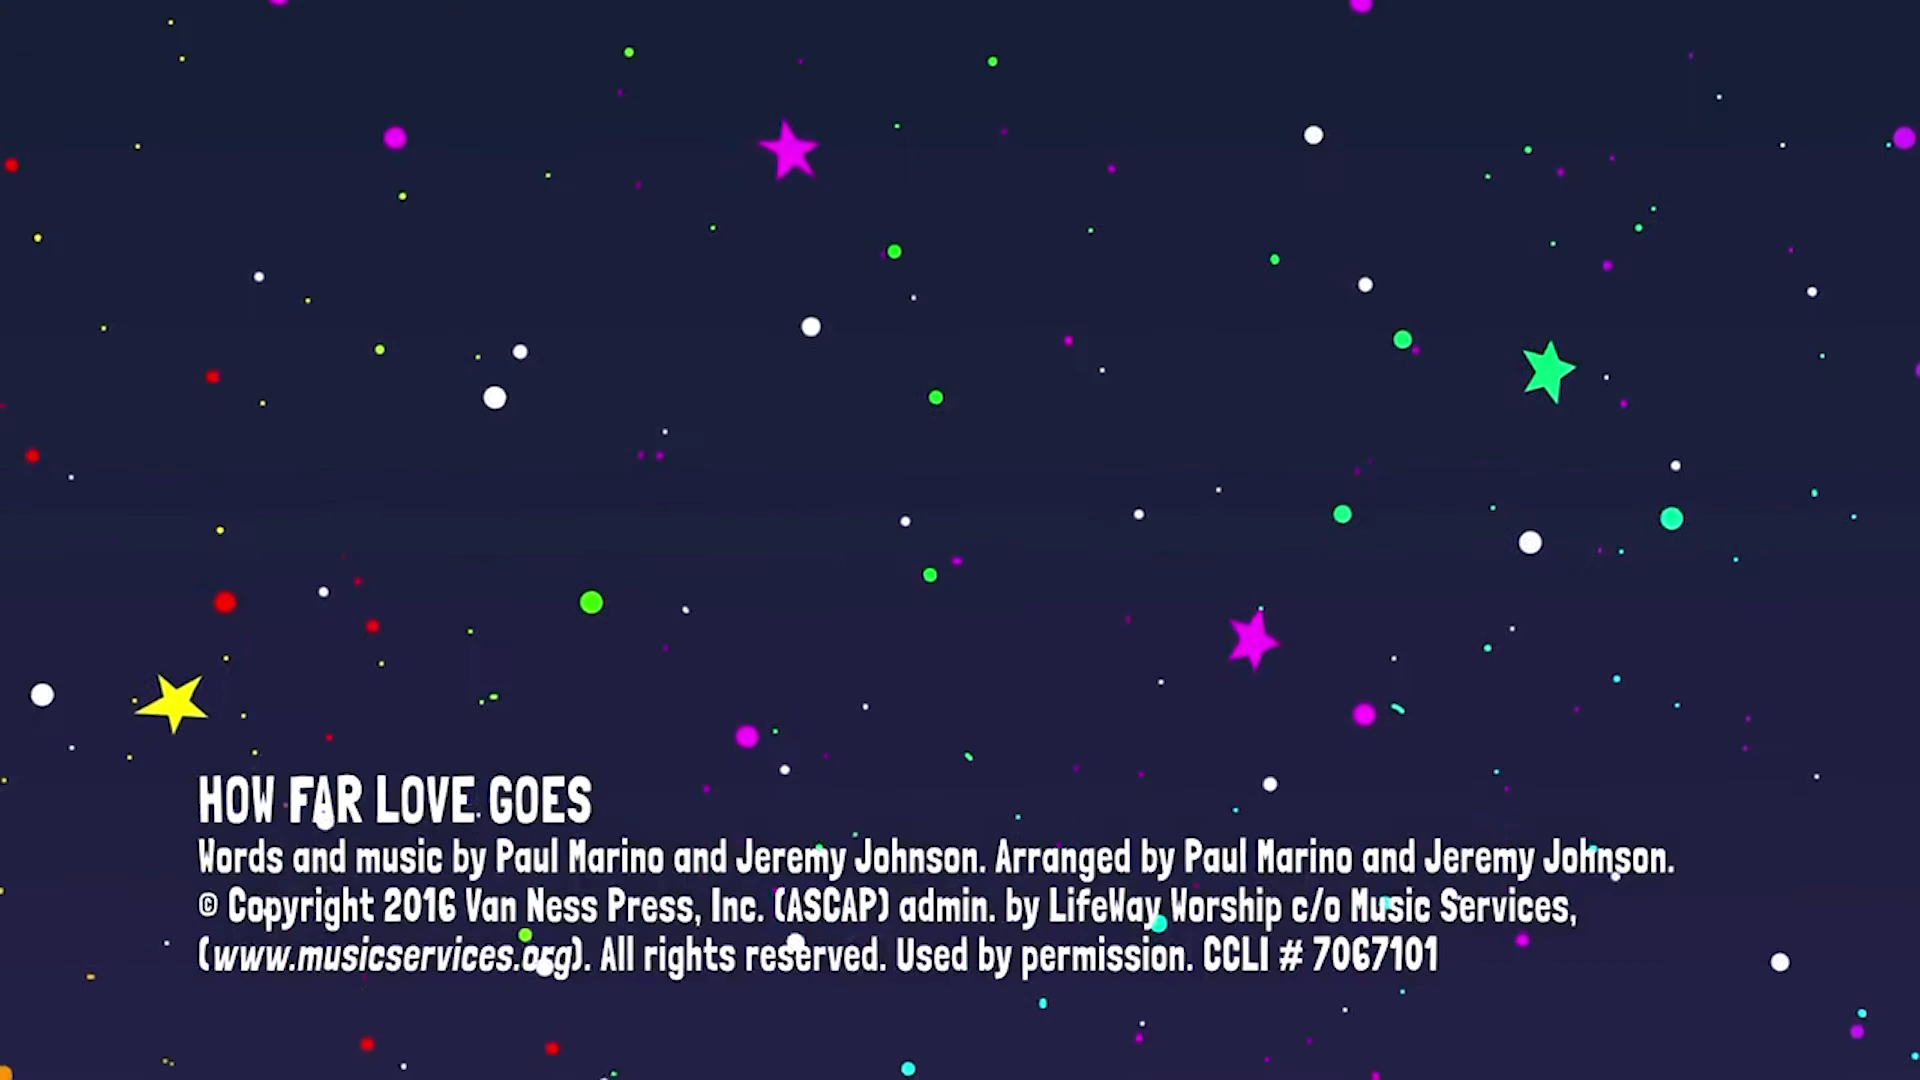 HOW FAR LOVE GOES
Words and music by Paul Marino and Jeremy Johnson. Arranged by Paul Marino and Jeremy Johnson.
© Copyright 2016 Van Ness Press, Inc. (ASCAP) admin. by LifeWay Worship c/o Music Services,
(www.musicservices.org). All rights reserved. Used by permission. CCLI # 7067101